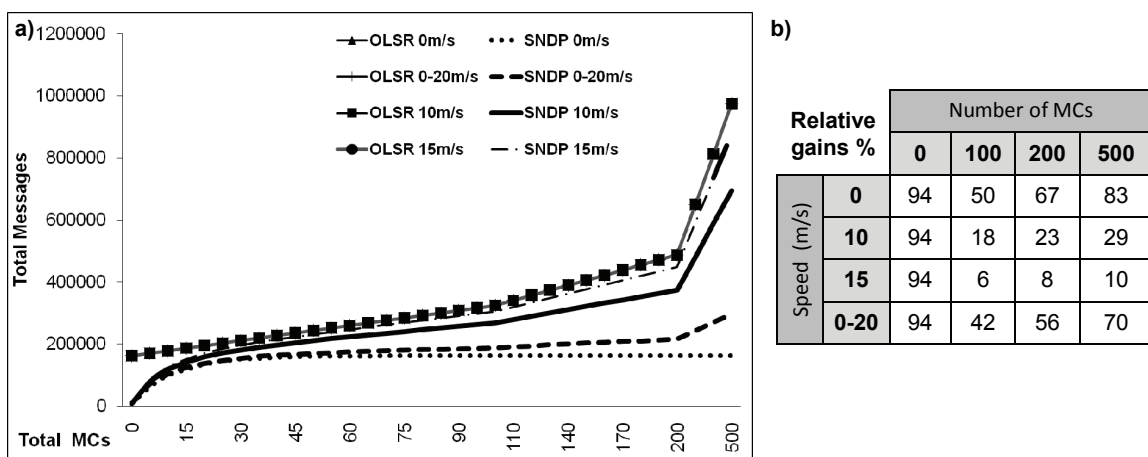 a)
1200000
1000000
800000
600000
400000
200000
0
Total Messages
OLSR 0m/s
SNDP 0m/s
OLSR 0-20m/s
SNDP 0-20m/s
OLSR 10m/s
SNDP 10m/s
OLSR 15m/s
SNDP 15m/s
Total MCs
0 15 30 45 60 75 90 110 140 170 200 500
b)
Relative gains %
Number of MCs
0 100 200 500
Speed (m/s)
0 94 50 67 83
10 94 18 23 29
15 94 6 8 10
0-20 94 42 56 70